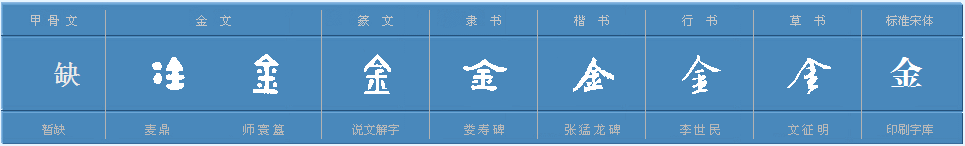 甲骨文 金文 篆文 隶书 楷书 行书 草书 标准宋体
缺 金 金 金 金 金 金 金 金
暂缺 麦鼎 师寰簋 说文解字 娄寿碑 张猛龙碑 李世民 文征明 印刷字库